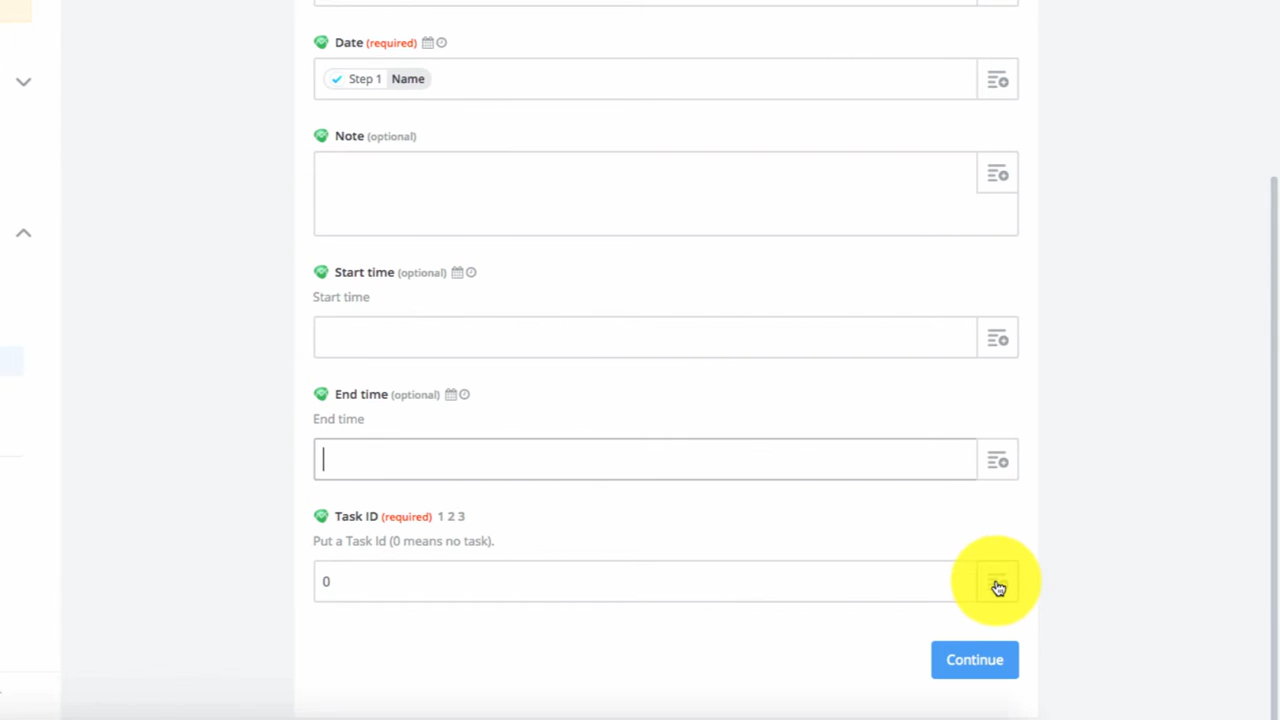 Date (required)
Step 1 Name
Note (optional)
Start time (optional)
Start time
End time (optional)
End time
Task ID (required) 1 2 3
Put a Task Id (0 means no task).
0
Continue